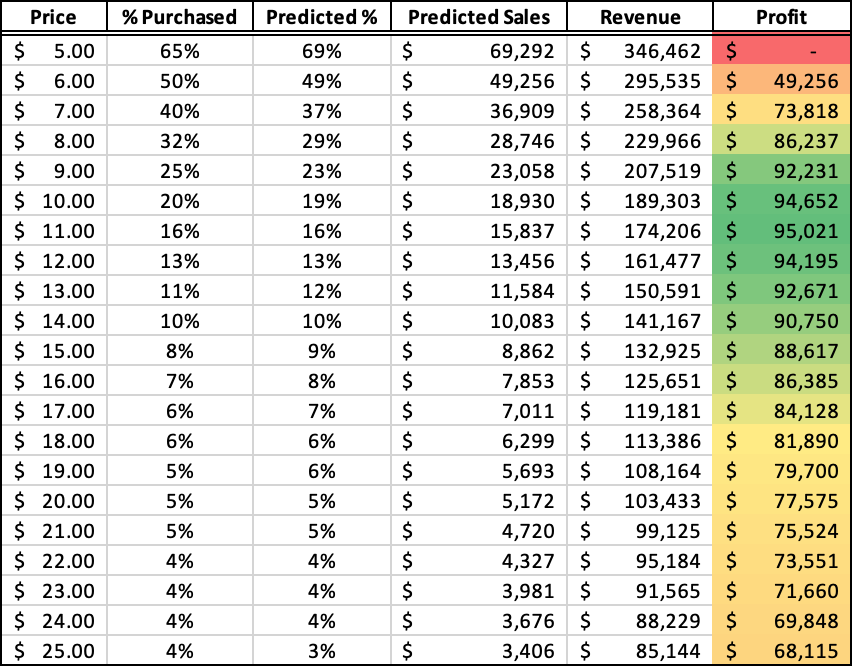 Price % Purchased Predicted % Predicted Sales Revenue Profit
$ 5.00 65% 69% $ 69,292 $ 346,462 $ -
$ 6.00 50% 49% $ 49,256 $ 295,535 $ 49,256
$ 7.00 40% 37% $ 36,909 $ 258,364 $ 73,818
$ 8.00 32% 29% $ 28,746 $ 229,966 $ 86,237
$ 9.00 25% 23% $ 23,058 $ 207,519 $ 92,231
$ 10.00 20% 19% $ 18,930 $ 189,303 $ 94,652
$ 11.00 16% 16% $ 15,837 $ 174,206 $ 95,021
$ 12.00 13% 13% $ 13,456 $ 161,477 $ 94,195
$ 13.00 11% 12% $ 11,584 $ 150,591 $ 92,671
$ 14.00 10% 10% $ 10,083 $ 141,167 $ 90,750
$ 15.00 8% 9% $ 8,862 $ 132,925 $ 88,617
$ 16.00 7% 8% $ 7,853 $ 125,651 $ 86,385
$ 17.00 6% 7% $ 7,011 $ 119,181 $ 84,128
$ 18.00 6% 6% $ 6,299 $ 113,386 $ 81,890
$ 19.00 5% 6% $ 5,693 $ 108,164 $ 79,700
$ 20.00 5% 5% $ 5,172 $ 103,433 $ 77,575
$ 21.00 5% 5% $ 4,720 $ 99,125 $ 75,524
$ 22.00 4% 4% $ 4,327 $ 95,184 $ 73,551
$ 23.00 4% 4% $ 3,981 $ 91,565 $ 71,660
$ 24.00 4% 4% $ 3,676 $ 88,229 $ 69,848
$ 25.00 4% 3% $ 3,406 $ 85,144 $ 68,115